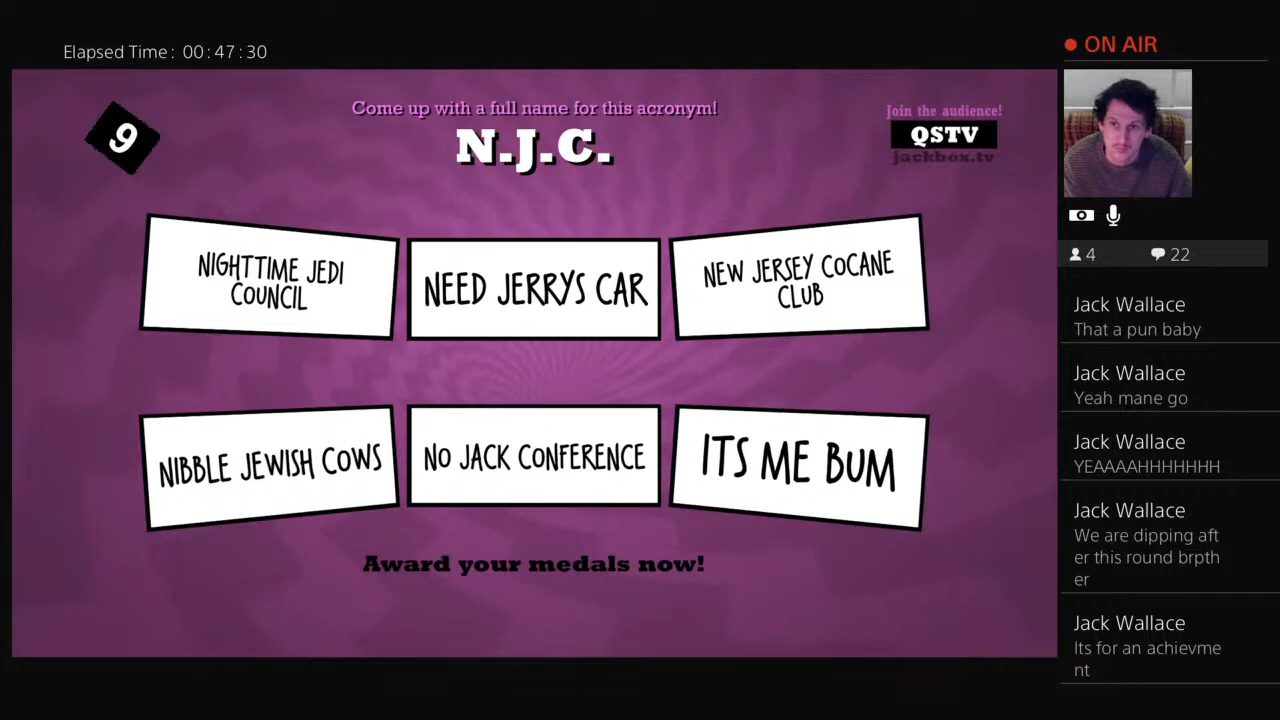 Elapsed Time: 00:47:30
ON AIR
Come up with a full name for this acronym!
N.J.C.
9
Join the audience!
QSTV
jackbox.tv
NIGHTTIME JEDI
COUNCIL
NEED JERRYS CAR
NEW JERSEY COCANE
CLUB
NIBBLE JEWISH COWS
NO JACK CONFERENCE
ITS ME BUM
Award your medals now!
4
22
Jack Wallace
That a pun baby
Jack Wallace
Yeah mane go
Jack Wallace
YEAAAAHHHHHHH
Jack Wallace
We are dipping aft
er this round brpth
er
Jack Wallace
Its for an achievme
nt